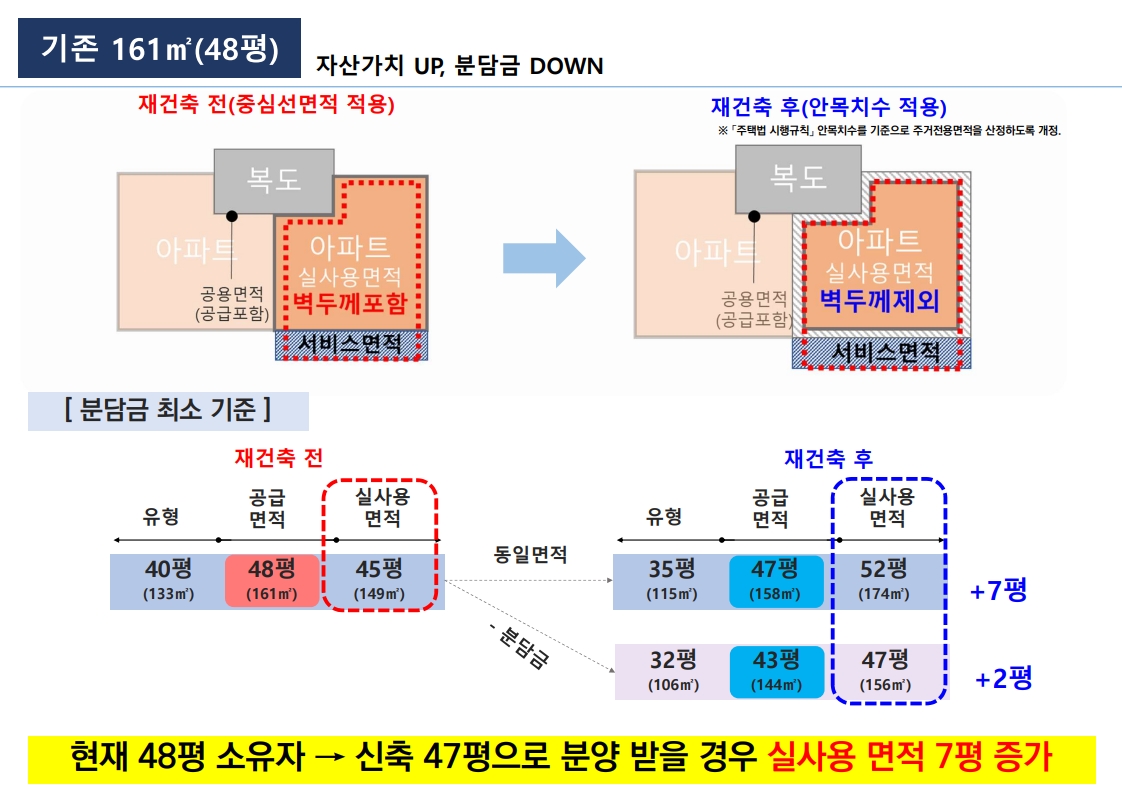 기존 161㎡(48평)
자산가치 UP, 분담금 DOWN
재건축 전(중심선면적 적용)
재건축 후(안목치수 적용)
※ 「주택법 시행규칙」 안목치수를 기준으로 주거전용면적을 산정하도록 개정.
복도
아파트
아파트
실사용면적
벽두께포함
공용면적
(공급포함)
서비스면적
복도
아파트
아파트
실사용면적
벽두께제외
공용면적
(공급포함)
서비스면적
[ 분담금 최소 기준 ]
재건축 전
유형
공급
면적
실사용
면적
40평
(133㎡)
48평
(161㎡)
45평
(149㎡)
동일면적
- 분담금
재건축 후
유형
공급
면적
실사용
면적
35평
(115㎡)
47평
(158㎡)
52평
(174㎡)
+7평
32평
(106㎡)
43평
(144㎡)
47평
(156㎡)
+2평
현재 48평 소유자 → 신축 47평으로 분양 받을 경우 실사용 면적 7평 증가